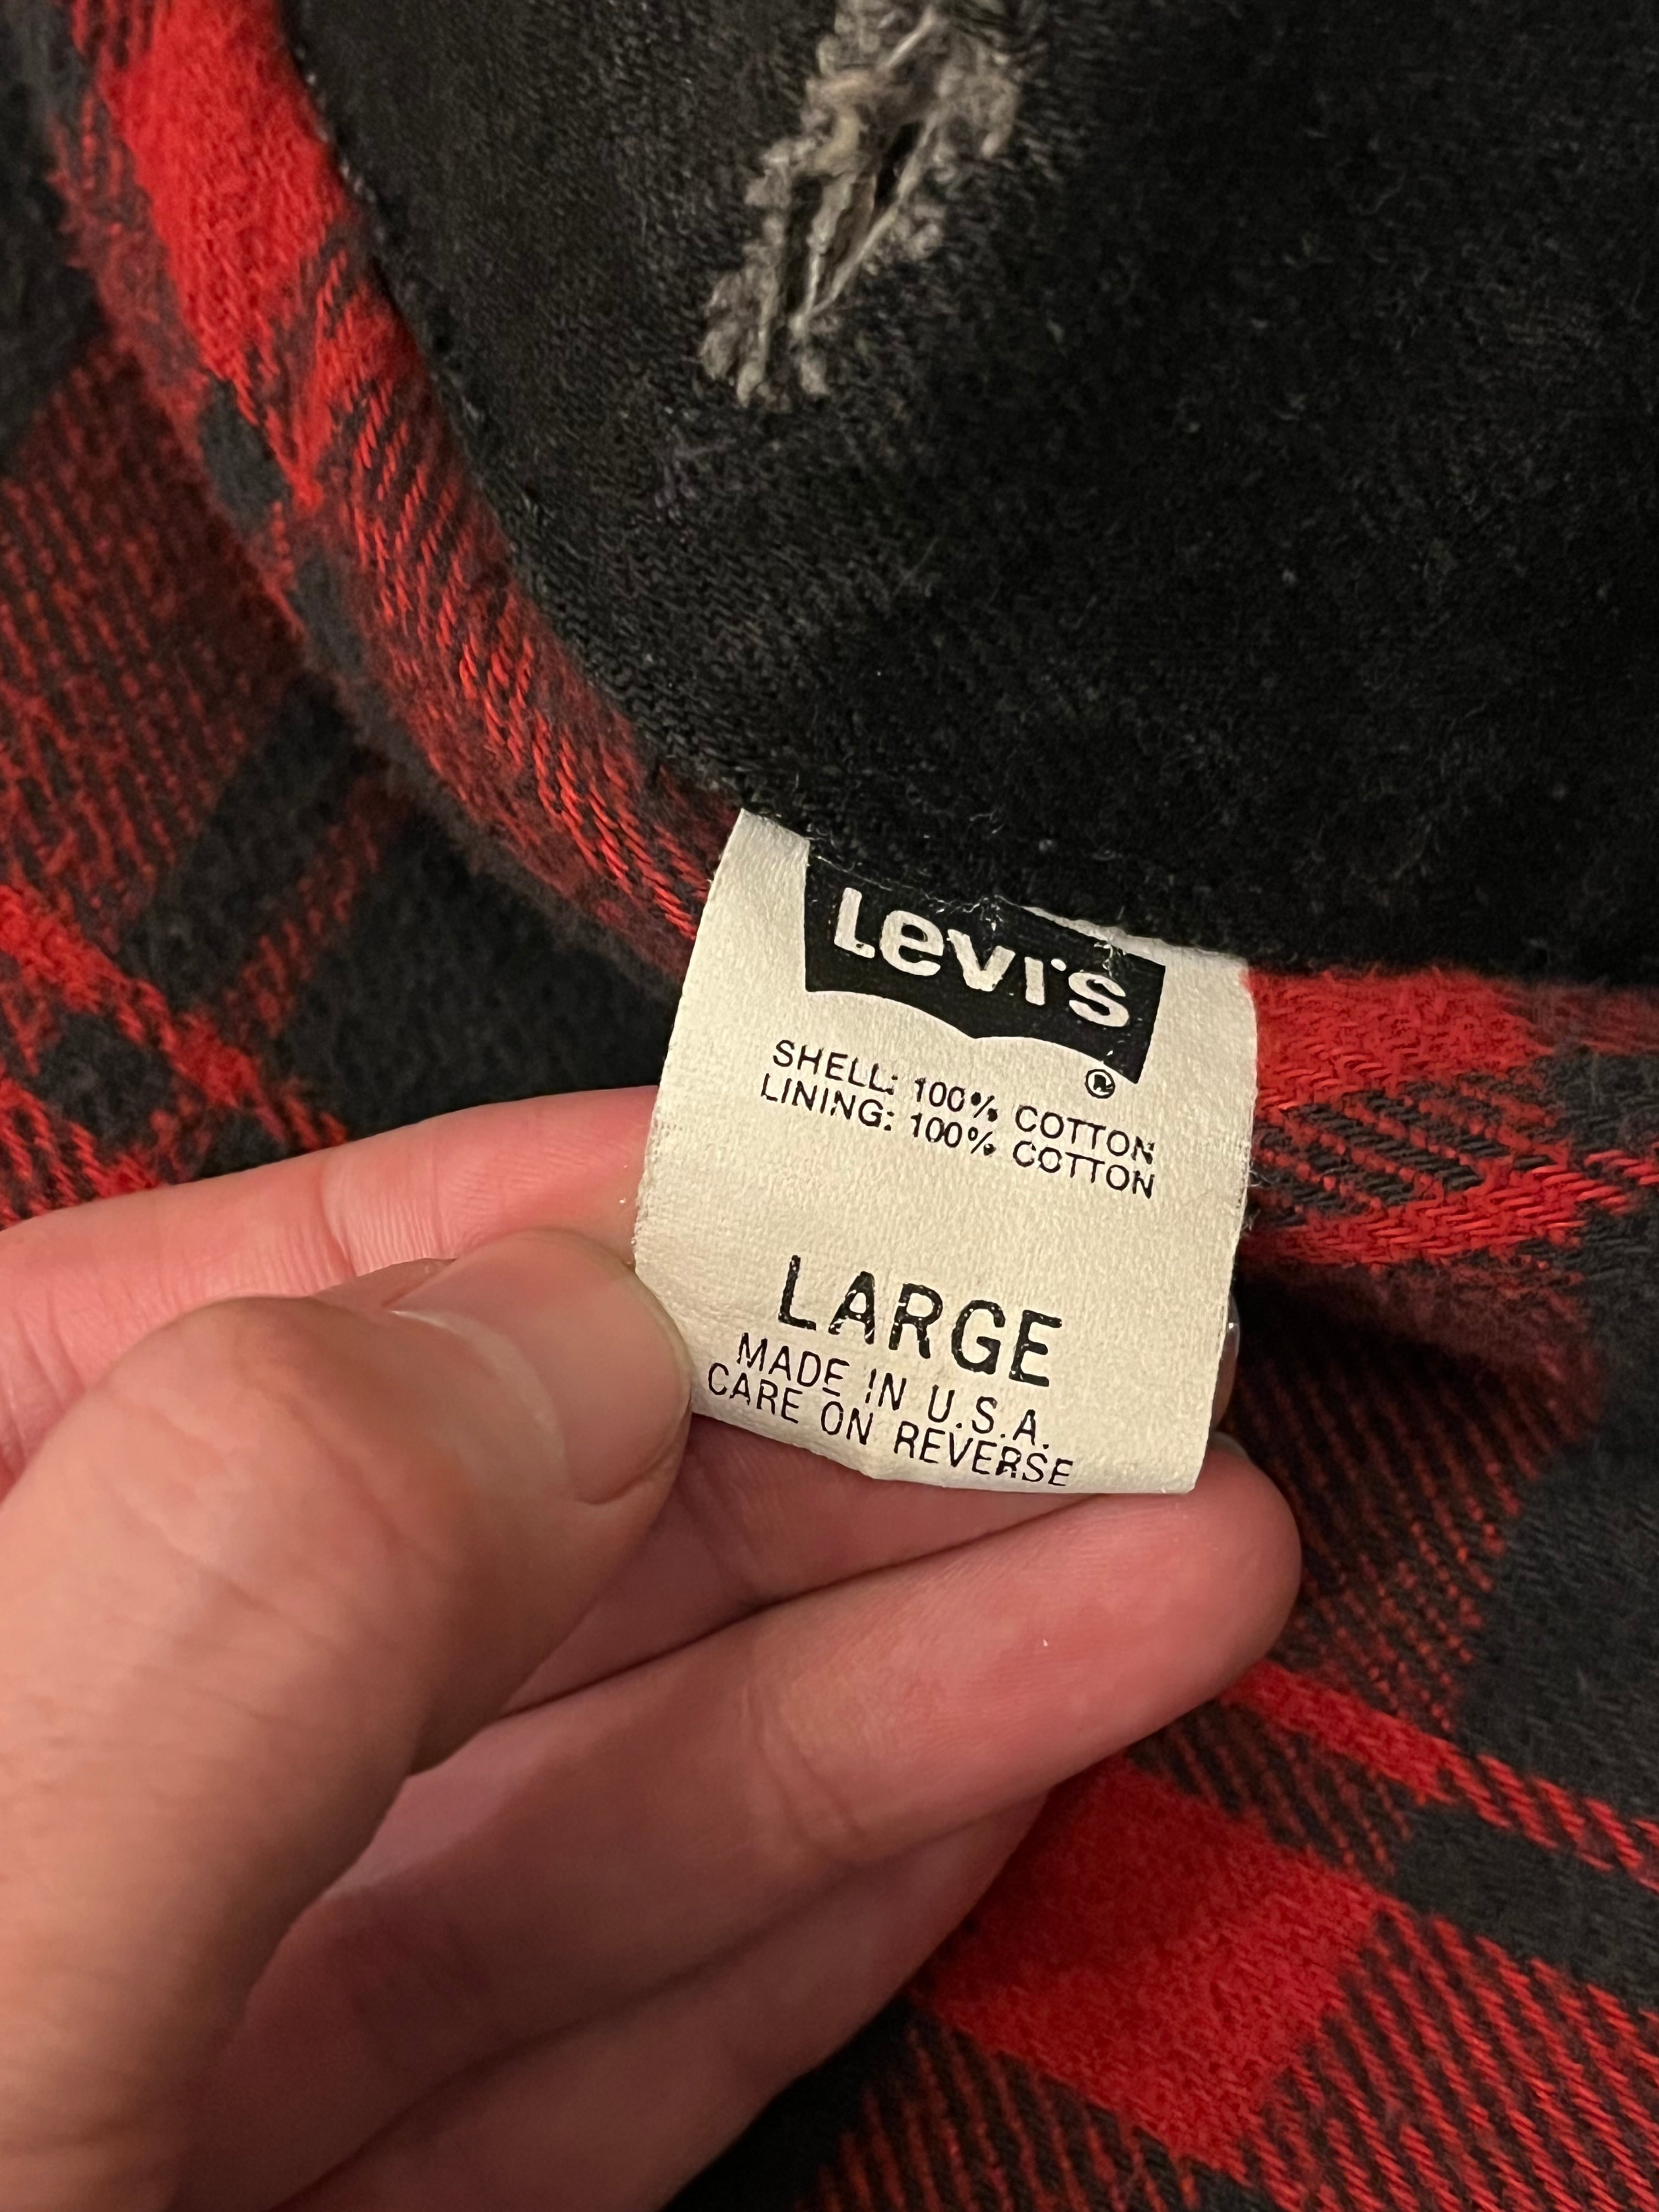 Levi's
®
SHELL: 100% COTTON
LINING: 100% COTTON
LARGE
MADE IN U.S.A.
CARE ON REVERSE